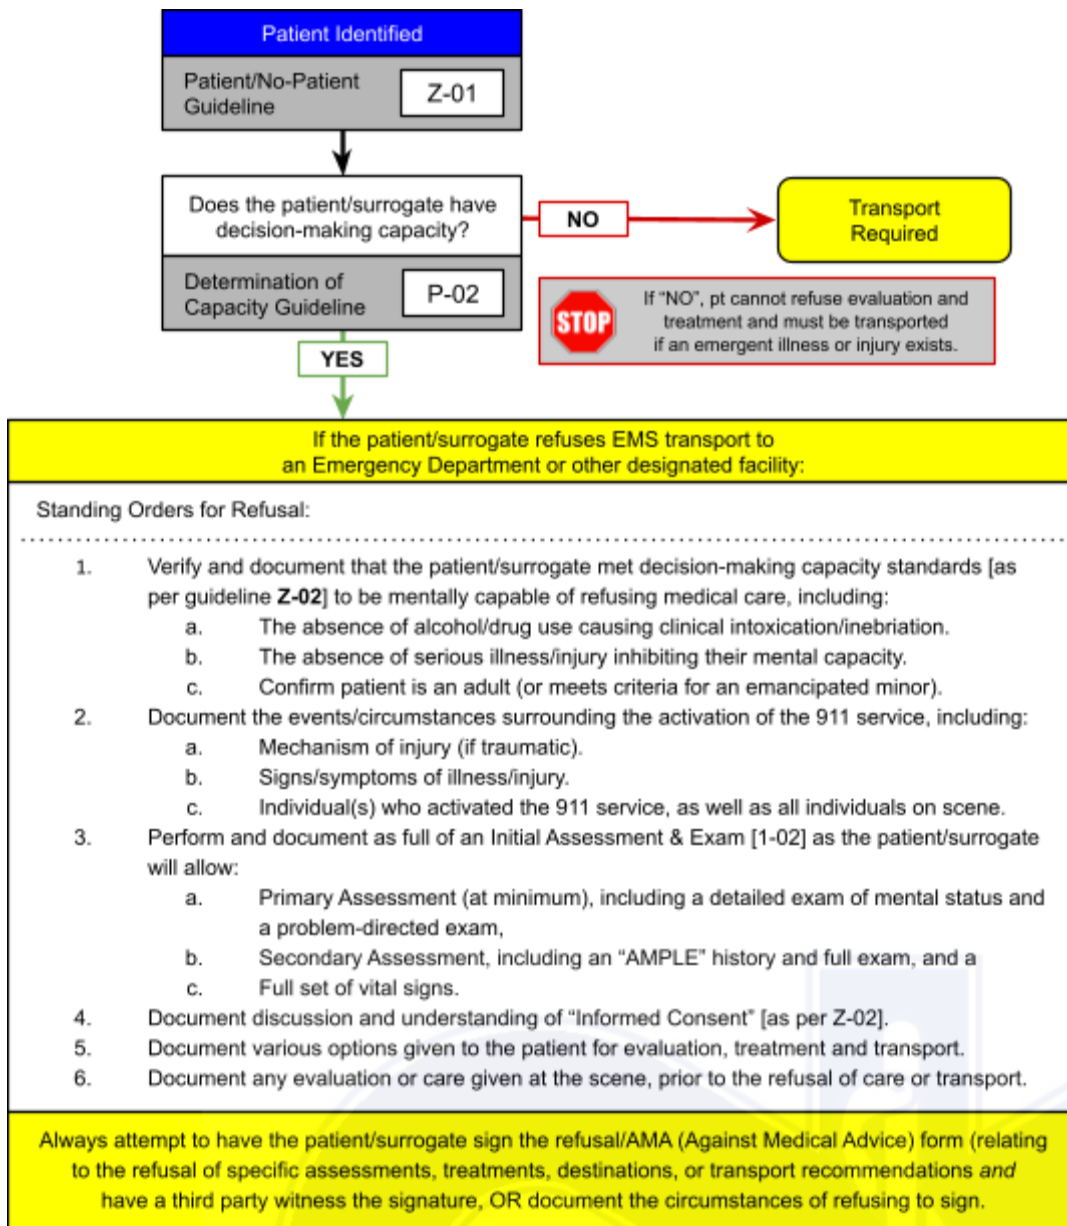 Patient Identified
Patient/No-Patient
Guideline
Z-01
Does the patient/surrogate have
decision-making capacity?
NO
Transport
Required
Determination of
Capacity Guideline
P-02
STOP
If “NO”, pt cannot refuse evaluation and
treatment and must be transported
if an emergent illness or injury exists.
YES
If the patient/surrogate refuses EMS transport to
an Emergency Department or other designated facility:
Standing Orders for Refusal:
1. Verify and document that the patient/surrogate met decision-making capacity standards [as
per guideline Z-02] to be mentally capable of refusing medical care, including:
a. The absence of alcohol/drug use causing clinical intoxication/inebriation.
b. The absence of serious illness/injury inhibiting their mental capacity.
c. Confirm patient is an adult (or meets criteria for an emancipated minor).
2. Document the events/circumstances surrounding the activation of the 911 service, including:
a. Mechanism of injury (if traumatic).
b. Signs/symptoms of illness/injury.
c. Individual(s) who activated the 911 service, as well as all individuals on scene.
3. Perform and document as full of an Initial Assessment & Exam [1-02] as the patient/surrogate
will allow:
a. Primary Assessment (at minimum), including a detailed exam of mental status and
a problem-directed exam,
b. Secondary Assessment, including an “AMPLE” history and full exam, and a
c. Full set of vital signs.
4. Document discussion and understanding of “Informed Consent” [as per Z-02].
5. Document various options given to the patient for evaluation, treatment and transport.
6. Document any evaluation or care given at the scene, prior to the refusal of care or transport.
Always attempt to have the patient/surrogate sign the refusal/AMA (Against Medical Advice) form (relating
to the refusal of specific assessments, treatments, destinations, or transport recommendations and
have a third party witness the signature, OR document the circumstances of refusing to sign.